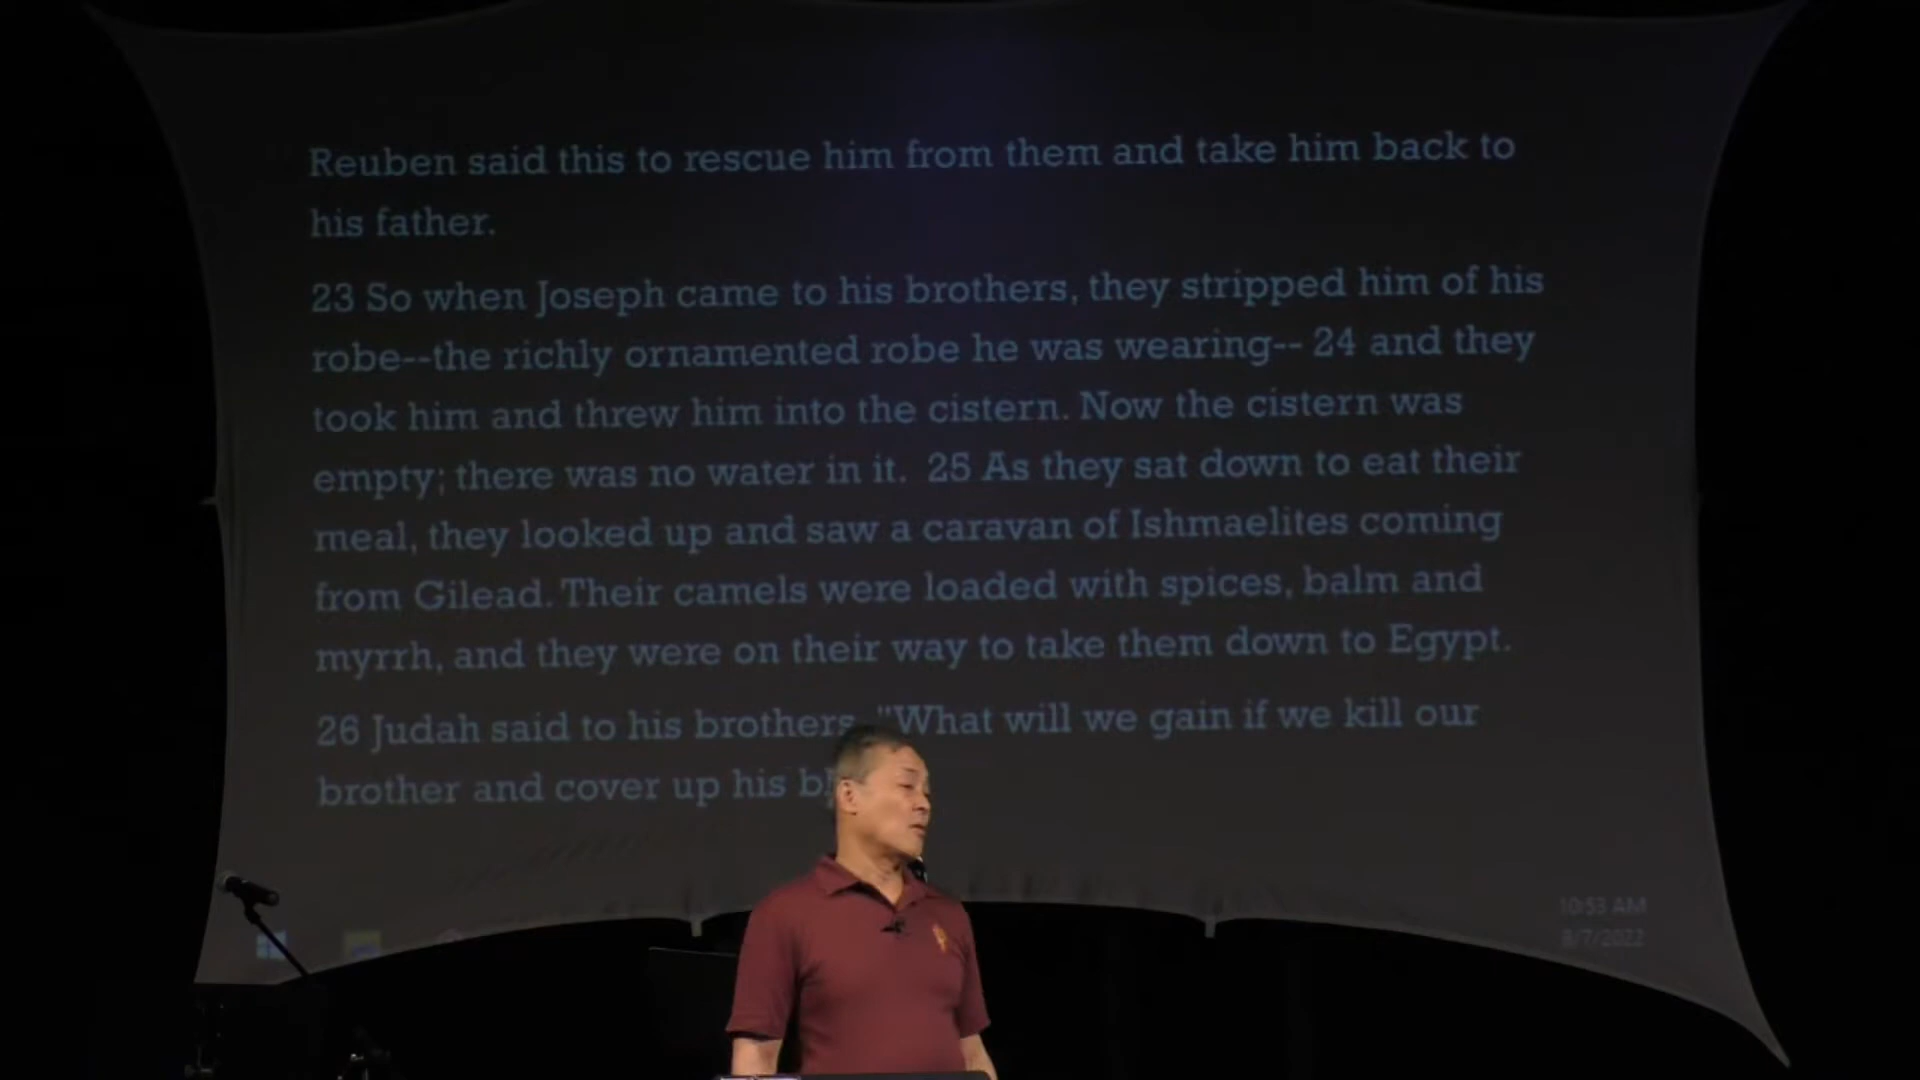 Reuben said this to rescue him from them and take him back to
his father.
23 So when Joseph came to his brothers, they stripped him of his
robe--the richly ornamented robe he was wearing-- 24 and they
took him and threw him into the cistern. Now the cistern was
empty; there was no water in it. 25 As they sat down to eat their
meal, they looked up and saw a caravan of Ishmaelites coming
from Gilead. Their camels were loaded with spices, balm and
myrrh, and they were on their way to take them down to Egypt.
26 Judah said to his brothers, "What will we gain if we kill our
brother and cover up his
10:53 AM
8/7/2022